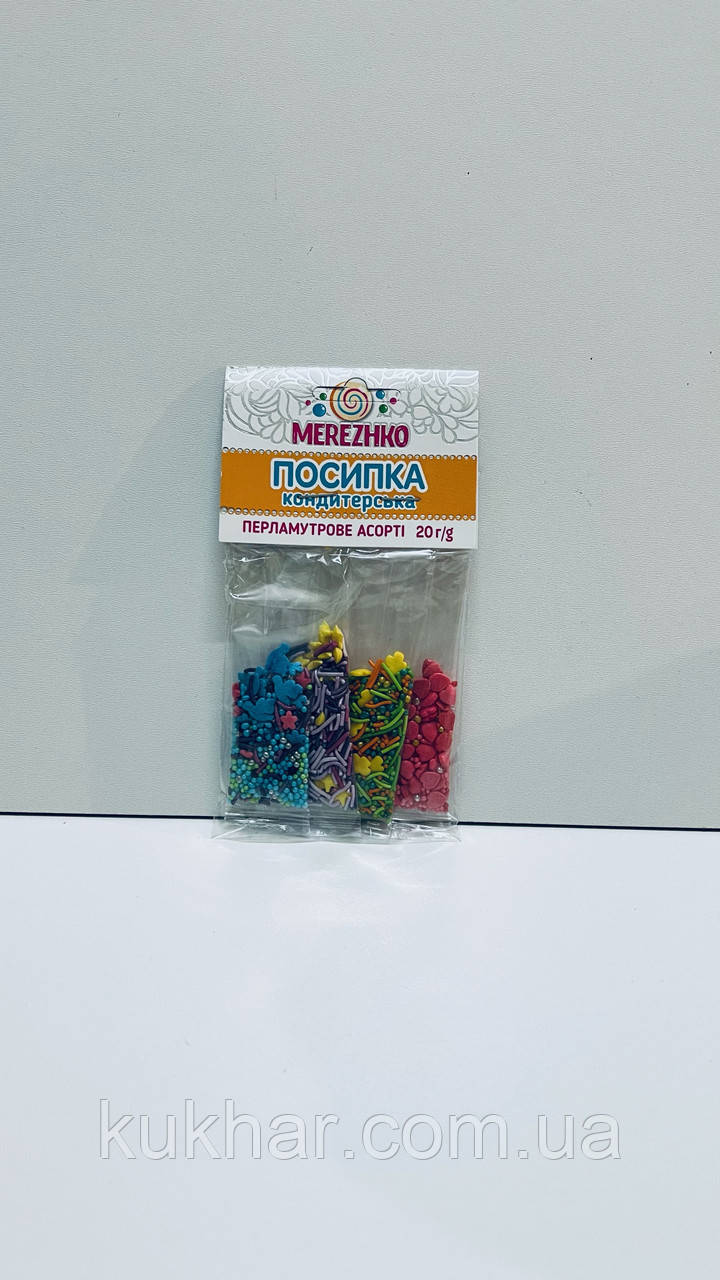 MEREZHKO
ПОСИПКА
кондитерська
ПЕРЛАМУТРОВЕ АСОРТІ 20 г/g
kukhar.com.ua